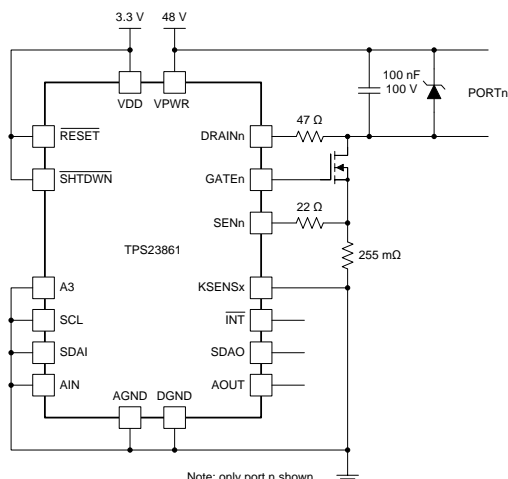 3.3 V 48 V
VDD VPWR
100 nF
100 V
PORTn
47 Ω
RESET DRAINn
SHTDWN GATEn
22 Ω
SENn
TPS23861
255 mΩ
A3 KSENSx
SCL INT
SDAI SDAO
AIN AOUT
AGND DGND
Note: only port n shown